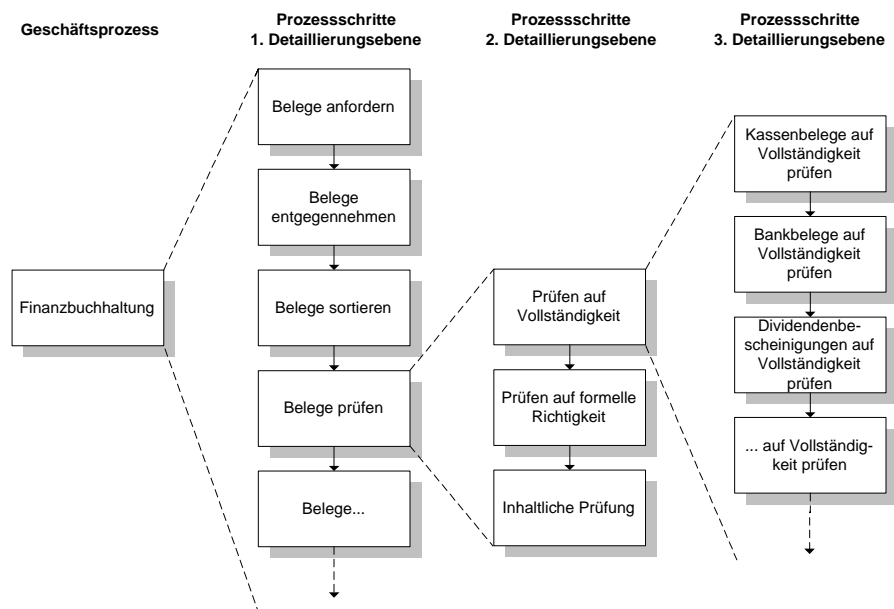 Geschäftsprozess
Prozessschritte
1. Detaillierungsebene
Prozessschritte
2. Detaillierungsebene
Prozessschritte
3. Detaillierungsebene
Finanzbuchhaltung
Belege anfordern
Belege
entgegennehmen
Belege sortieren
Belege prüfen
Belege...
Prüfen auf
Vollständigkeit
Prüfen auf formelle
Richtigkeit
Inhaltliche Prüfung
Kassenbelege auf
Vollständigkeit
prüfen
Bankbelege auf
Vollständigkeit
prüfen
Dividendenbe-
scheinigungen auf
Vollständigkeit
prüfen
... auf Vollständig-
keit prüfen